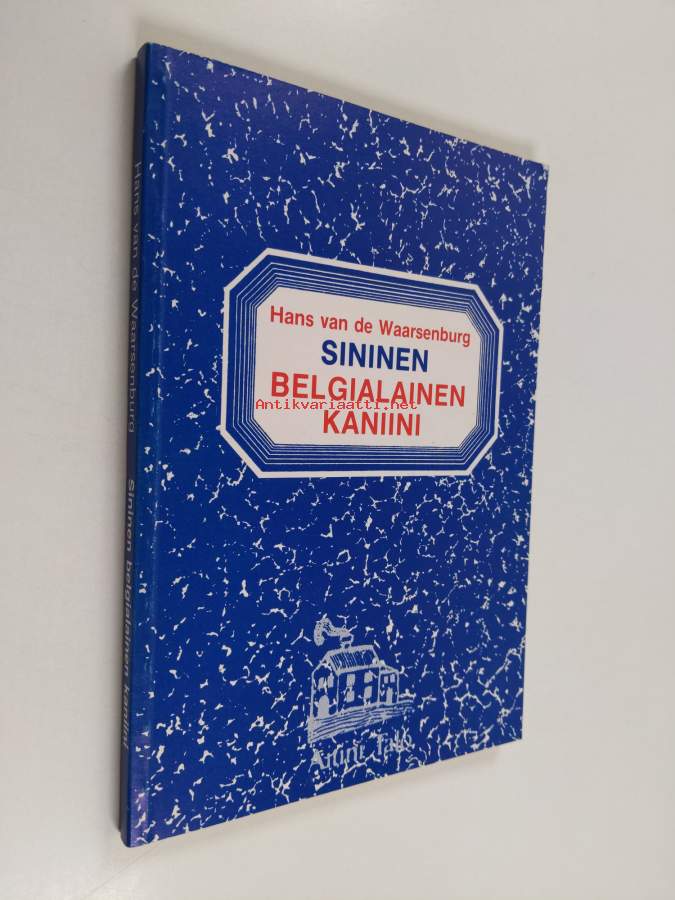 Hans van de Waarsenburg
SININEN
BELGIALAINEN
Antikvariaatti.net
KANIINI
Hans van de Waarsenburg Sininen belgialainen kaniini